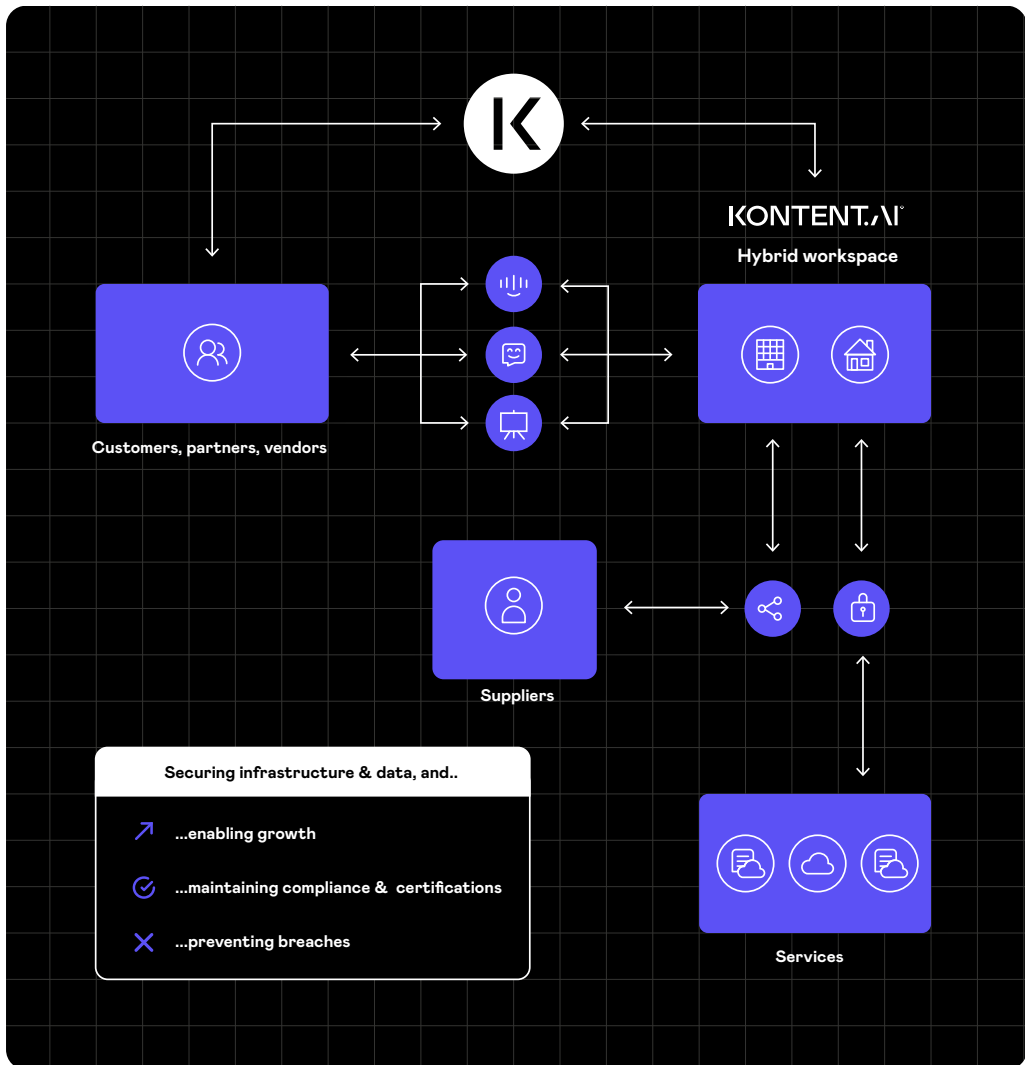 K
KONTENT.AI
Hybrid workspace
Customers, partners, vendors
Suppliers
Securing infrastructure & data, and..
...enabling growth
...maintaining compliance & certifications
...preventing breaches
Services